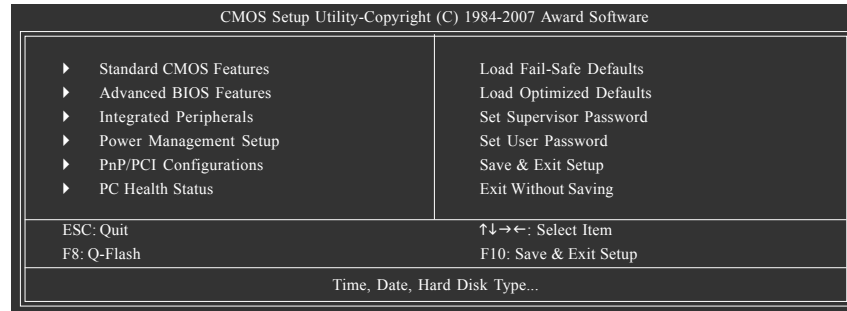 CMOS Setup Utility-Copyright (C) 1984-2007 Award Software
Standard CMOS Features
Advanced BIOS Features
Integrated Peripherals
Power Management Setup
PnP/PCI Configurations
PC Health Status
Load Fail-Safe Defaults
Load Optimized Defaults
Set Supervisor Password
Set User Password
Save & Exit Setup
Exit Without Saving
ESC: Quit
F8: Q-Flash
↑↓→←: Select Item
F10: Save & Exit Setup
Time, Date, Hard Disk Type...